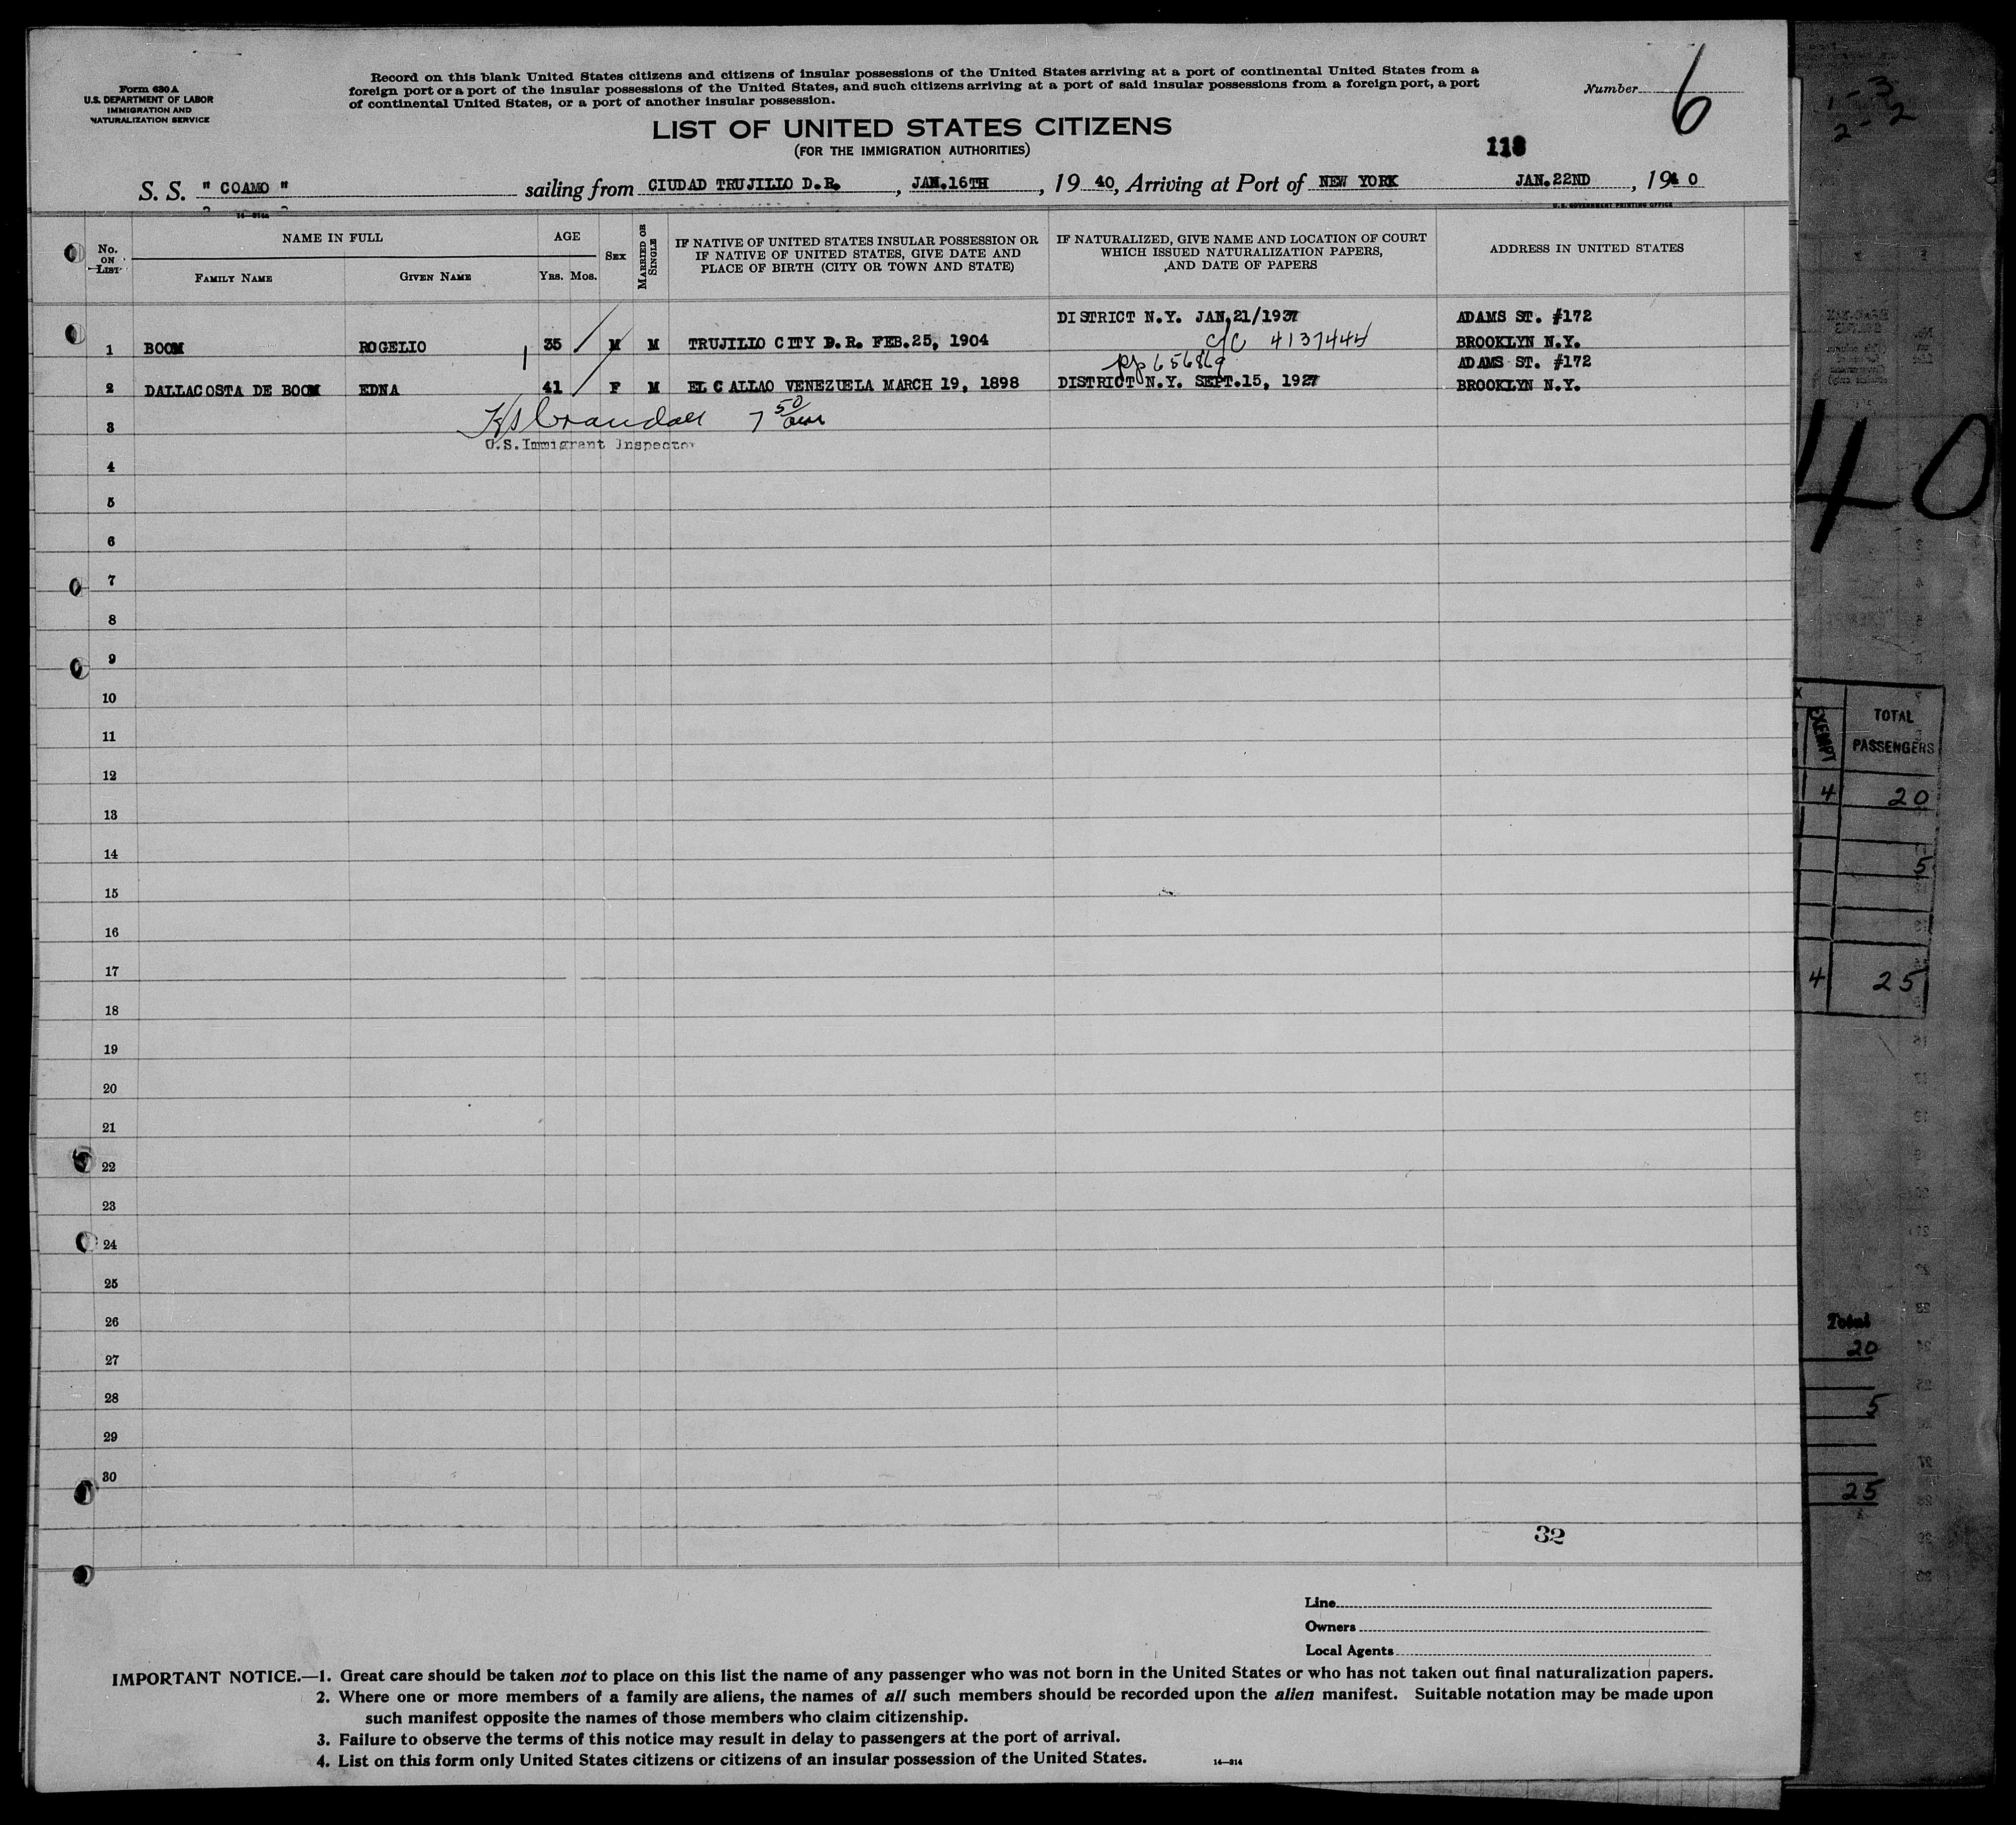 Form 630 A
U.S. DEPARTMENT OF LABOR
IMMIGRATION AND
NATURALIZATION SERVICE
Record on this blank United States citizens and citizens of insular possessions of the United States arriving at a port of continental United States from a
foreign port or a port of the insular possessions of the United States, and such citizens arriving at a port of said insular possessions from a foreign port, a port
of continental United States, or a port of another insular possession.
Number 6
LIST OF UNITED STATES CITIZENS
(FOR THE IMMIGRATION AUTHORITIES)
118
S. S. " COAMO " sailing from CIUDAD TRUJILLO D.R. , JAN.16TH , 19 40, Arriving at Port of NEW YORK JAN.22ND , 1940
U.S. GOVERNMENT PRINTING OFFICE
No. ON LIST
NAME IN FULL
FAMILY NAME
GIVEN NAME
AGE
Yrs. Mos.
SEX
MARRIED OR SINGLE
IF NATIVE OF UNITED STATES INSULAR POSSESSION OR
IF NATIVE OF UNITED STATES, GIVE DATE AND
PLACE OF BIRTH (CITY OR TOWN AND STATE)
IF NATURALIZED, GIVE NAME AND LOCATION OF COURT
WHICH ISSUED NATURALIZATION PAPERS,
AND DATE OF PAPERS
ADDRESS IN UNITED STATES
DISTRICT N.Y. JAN,21/1937 ADAMS ST. #172
1 BOOM ROGELIO 35 M M TRUJILLO CITY D.R. FEB.25, 1904 C/C 4137444 BROOKLYN N.Y.
PP 656869 ADAMS ST. #172
2 DALLACOSTA DE BOOM EDNA 41 F M EL CALLAO VENEZUELA MARCH 19, 1898 DISTRICT N.Y. SEPT.15, 1927 BROOKLYN N.Y.
3 Crandall 7 50
U.S.Immigrant Inspector
4
5
6
7
8
9
10
11
12
13
14
15
16
17
18
19
20
21
22
23
24
25
26
27
28
29
30
32
Line
Owners
Local Agents
IMPORTANT NOTICE.—1. Great care should be taken not to place on this list the name of any passenger who was not born in the United States or who has not taken out final naturalization papers.
2. Where one or more members of a family are aliens, the names of all such members should be recorded upon the alien manifest. Suitable notation may be made upon
such manifest opposite the names of those members who claim citizenship.
3. Failure to observe the terms of this notice may result in delay to passengers at the port of arrival.
4. List on this form only United States citizens or citizens of an insular possession of the United States.
14—814
1 - 3
2 - 2
40
EXEMPT
TOTAL
PASSENGERS
4 20
5
4 25
Total
20
5
25